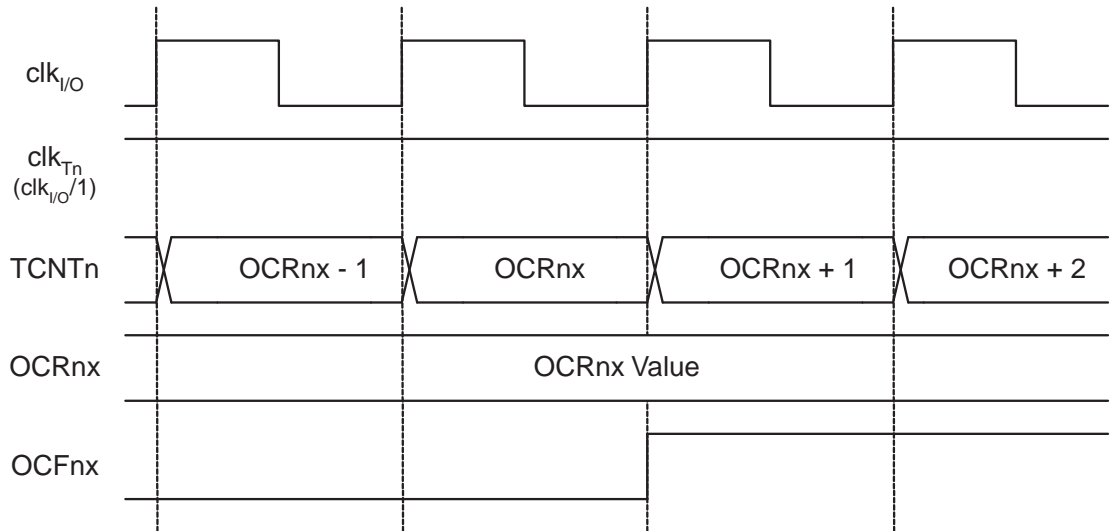 clkI/O
clkTn
(clkI/O/1)
TCNTn OCRnx - 1 OCRnx OCRnx + 1 OCRnx + 2
OCRnx OCRnx Value
OCFnx